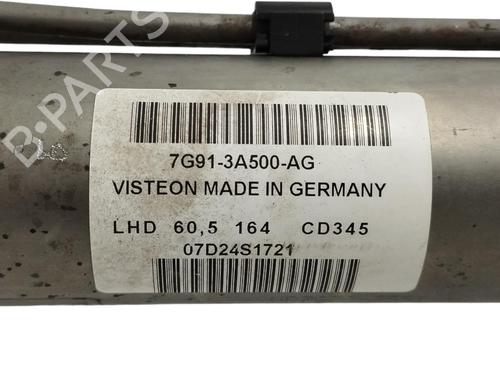 B-PARTS
7G91-3A500-AG
VISTEON MADE IN GERMANY
LHD 60,5 164 CD345
07D24S1721